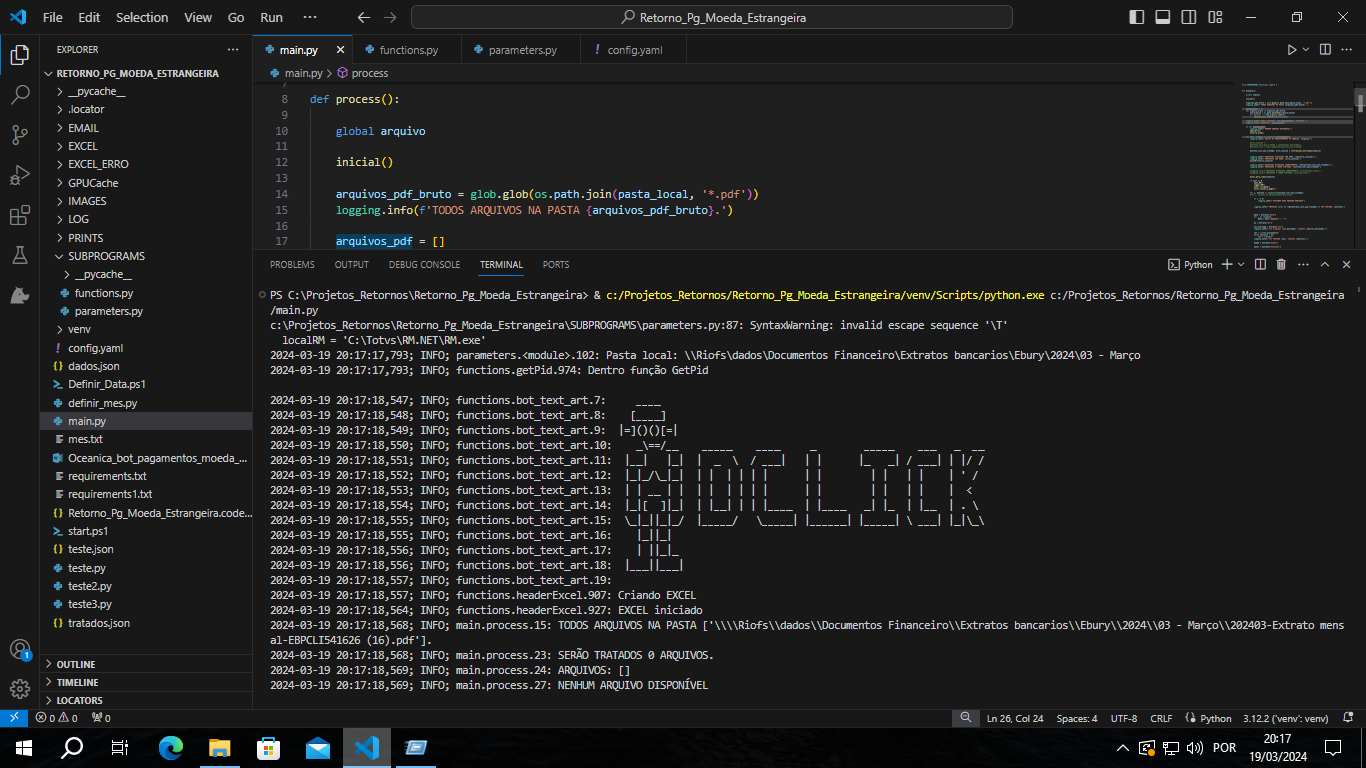 File Edit Selection View Go Run ··· Retorno_Pg_Moeda_Estrangeira
EXPLORER ···
RETORNO_PG_MOEDA_ESTRANGEIRA
__pycache__
.locator
EMAIL
EXCEL
EXCEL_ERRO
GPUCache
IMAGES
LOG
PRINTS
SUBPROGRAMS
__pycache__
functions.py
parameters.py
venv
config.yaml
dados.json
Definir_Data.ps1
definir_mes.py
main.py
mes.txt
Oceanica_bot_pagamentos_moeda_...
requirements.txt
requirements1.txt
Retorno_Pg_Moeda_Estrangeira.code...
start.ps1
teste.json
teste.py
teste2.py
teste3.py
tratados.json
OUTLINE
TIMELINE
LOCATORS
main.py functions.py parameters.py config.yaml
main.py > process
7
8 def process():
9
10 global arquivo
11
12 inicial()
13
14 arquivos_pdf_bruto = glob.glob(os.path.join(pasta_local, '*.pdf'))
15 logging.info(f'TODOS ARQUIVOS NA PASTA {arquivos_pdf_bruto}.')
16
17 arquivos_pdf = []
PROBLEMS OUTPUT DEBUG CONSOLE TERMINAL PORTS Python
PS C:\Projetos_Retornos\Retorno_Pg_Moeda_Estrangeira> & c:/Projetos_Retornos/Retorno_Pg_Moeda_Estrangeira/venv/Scripts/python.exe c:/Projetos_Retornos/Retorno_Pg_Moeda_Estrangeira
/main.py
c:\Projetos_Retornos\Retorno_Pg_Moeda_Estrangeira\SUBPROGRAMS\parameters.py:87: SyntaxWarning: invalid escape sequence '\T'
localRM = 'C:\Totvs\RM.NET\RM.exe'
2024-03-19 20:17:17,793; INFO; parameters.<module>.102: Pasta local: \\Riofs\dados\Documentos Financeiro\Extratos bancarios\Ebury\2024\03 - Março
2024-03-19 20:17:17,793; INFO; functions.getPid.974: Dentro função GetPid
2024-03-19 20:17:18,547; INFO; functions.bot_text_art.7:
2024-03-19 20:17:18,548; INFO; functions.bot_text_art.8:
2024-03-19 20:17:18,549; INFO; functions.bot_text_art.9:
2024-03-19 20:17:18,550; INFO; functions.bot_text_art.10:
2024-03-19 20:17:18,551; INFO; functions.bot_text_art.11:
2024-03-19 20:17:18,552; INFO; functions.bot_text_art.12:
2024-03-19 20:17:18,553; INFO; functions.bot_text_art.13:
2024-03-19 20:17:18,554; INFO; functions.bot_text_art.14:
2024-03-19 20:17:18,555; INFO; functions.bot_text_art.15:
2024-03-19 20:17:18,555; INFO; functions.bot_text_art.16:
2024-03-19 20:17:18,556; INFO; functions.bot_text_art.17:
2024-03-19 20:17:18,556; INFO; functions.bot_text_art.18:
2024-03-19 20:17:18,557; INFO; functions.bot_text_art.19:
2024-03-19 20:17:18,557; INFO; functions.headerExcel.907: Criando EXCEL
2024-03-19 20:17:18,564; INFO; functions.headerExcel.927: EXCEL iniciado
2024-03-19 20:17:18,568; INFO; main.process.15: TODOS ARQUIVOS NA PASTA ['\\\\Riofs\\dados\\Documentos Financeiro\\Extratos bancarios\\Ebury\\2024\\03 - Março\\202403-Extrato mens
al-EBPCLI541626 (16).pdf'].
2024-03-19 20:17:18,568; INFO; main.process.23: SERÃO TRATADOS 0 ARQUIVOS.
2024-03-19 20:17:18,569; INFO; main.process.24: ARQUIVOS: []
2024-03-19 20:17:18,569; INFO; main.process.27: NENHUM ARQUIVO DISPONÍVEL
1
0 0 0 Ln 26, Col 24 Spaces: 4 UTF-8 CRLF Python 3.12.2 ('venv': venv)
POR 20:17
19/03/2024